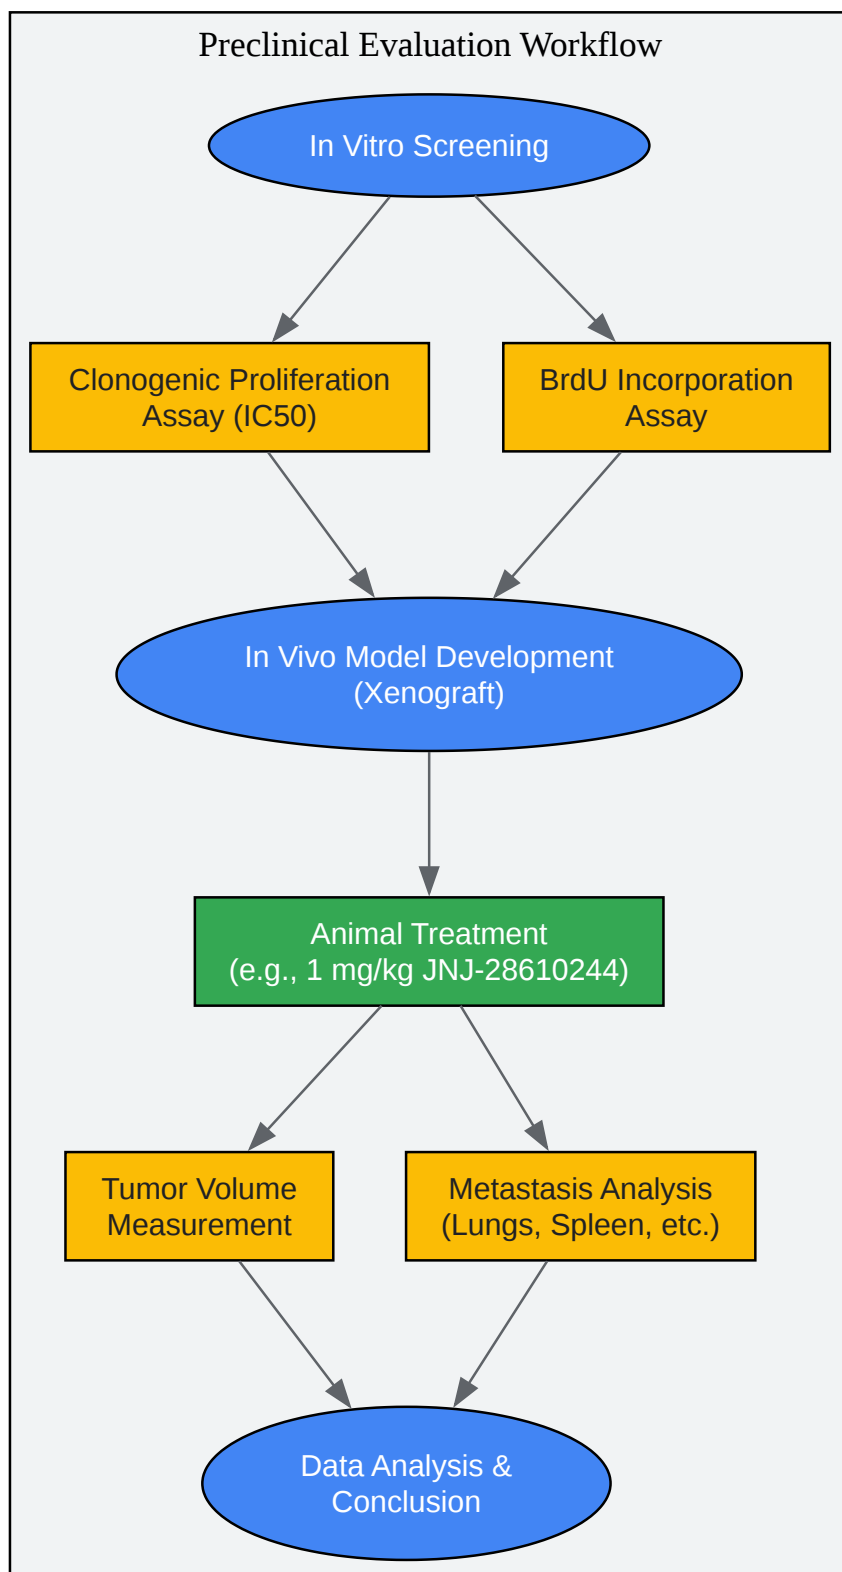 Preclinical Evaluation Workflow
In Vitro Screening
Clonogenic Proliferation
Assay (IC50)
BrdU Incorporation
Assay
In Vivo Model Development
(Xenograft)
Animal Treatment
(e.g., 1 mg/kg JNJ-28610244)
Tumor Volume
Measurement
Metastasis Analysis
(Lungs, Spleen, etc.)
Data Analysis &
Conclusion